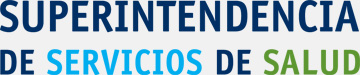 SUPERINTENDENCIA
DE SERVICIOS DE SALUD